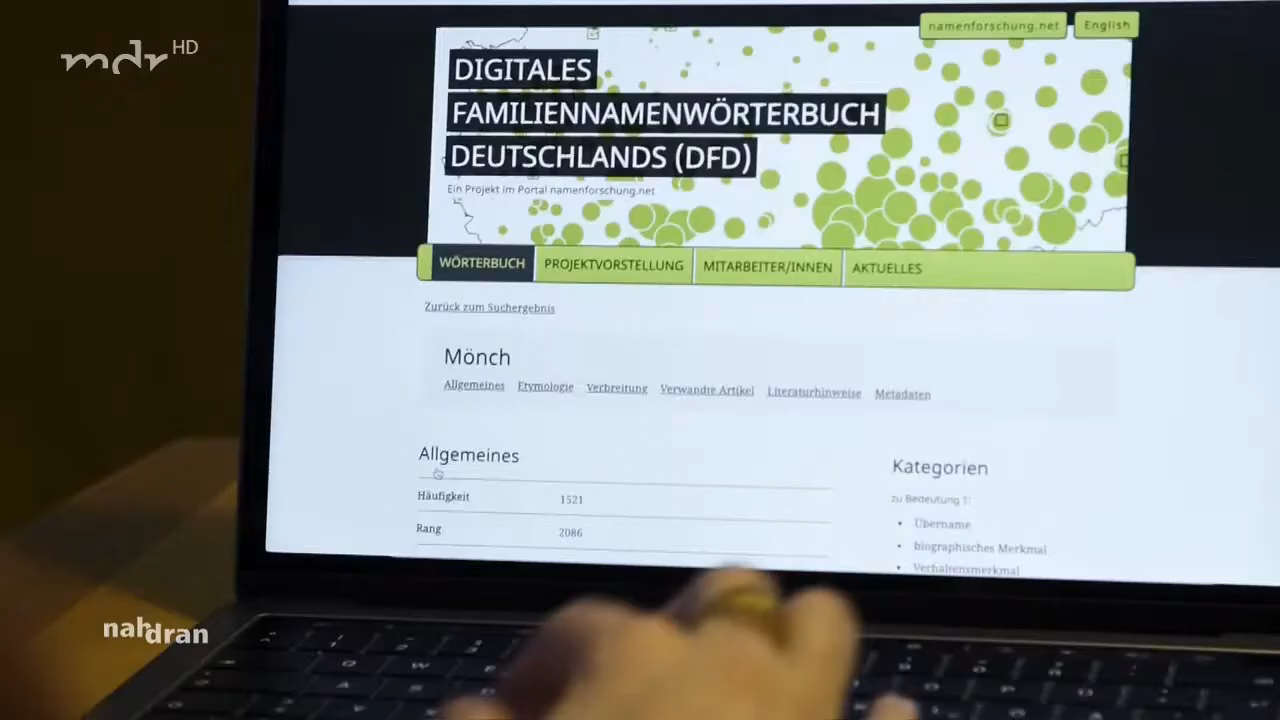 mdr HD
namenforschung.net English
DIGITALES
FAMILIENNAMENWÖRTERBUCH
DEUTSCHLANDS (DFD)
Ein Projekt im Portal namenforschung.net
WÖRTERBUCH PROJEKTVORSTELLUNG MITARBEITER/INNEN AKTUELLES
Zurück zum Suchergebnis
Mönch
Allgemeines Etymologie Verbreitung Verwandte Artikel Literaturhinweise Metadaten
Allgemeines
Häufigkeit 1521
Rang 2086
Kategorien
zu Bedeutung 1:
• Übername
• biographisches Merkmal
• Verhaltensmerkmal
nah dran